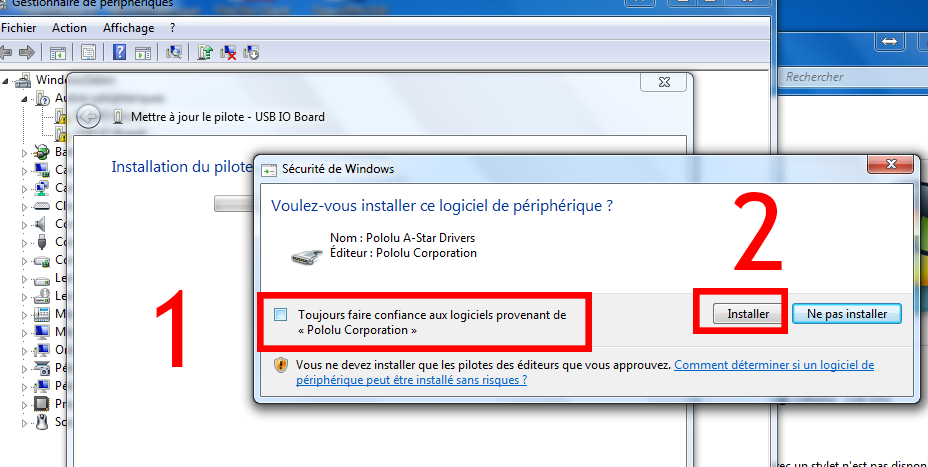 Gestionnaire de périphériques
Fichier Action Affichage ?
Rechercher
Mettre à jour le pilote - USB IO Board
Installation du pilote
Sécurité de Windows
Voulez-vous installer ce logiciel de périphérique ?
2
Nom : Pololu A-Star Drivers
Éditeur : Pololu Corporation
1
Toujours faire confiance aux logiciels provenant de
« Pololu Corporation »
Installer
Ne pas installer
Vous ne devez installer que les pilotes des éditeurs que vous approuvez. Comment déterminer si un logiciel de
périphérique peut être installé sans risques ?
Au
Ba
Ca
Ca
Cl
Co
Co
Co
Le
Le
M
M
Or
Pé
Pé
Pr
So
ec un stylet n'est pas dispon